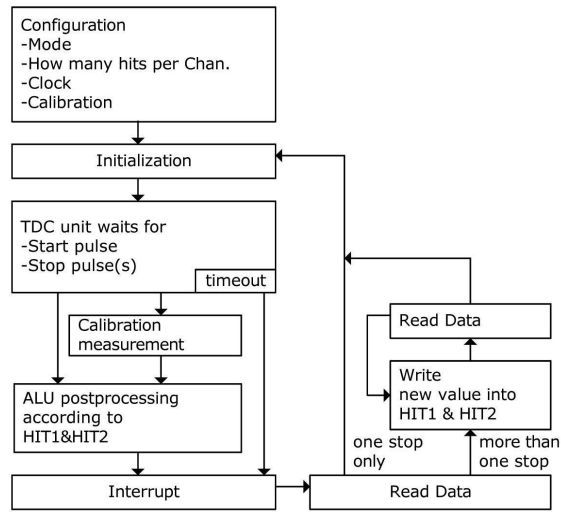 Configuration
-Mode
-How many hits per Chan.
-Clock
-Calibration
Initialization
TDC unit waits for
-Start pulse
-Stop pulse(s)
timeout
Calibration
measurement
ALU postprocessing
according to
HIT1&HIT2
Interrupt
Read Data
Write
new value into
HIT1 & HIT2
one stop
only
more than
one stop
Read Data